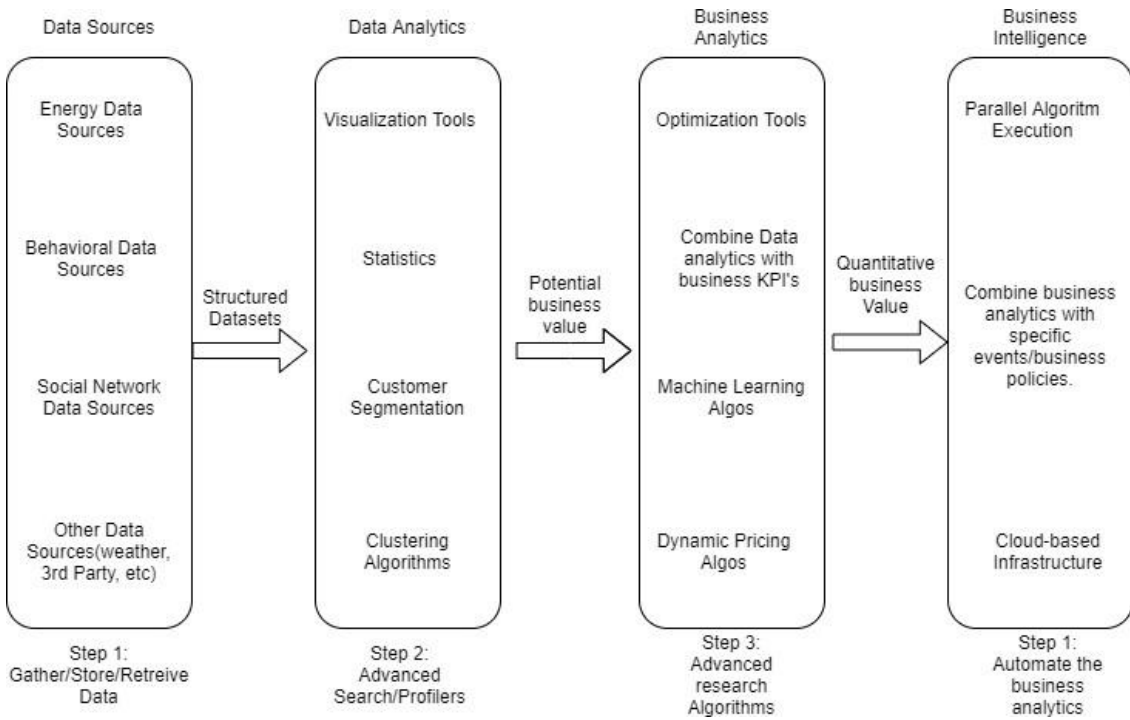 Data Sources
Data Analytics
Business
Analytics
Business
Intelligence
Energy Data
Sources
Behavioral Data
Sources
Social Network
Data Sources
Other Data
Sources(weather,
3rd Party, etc)
Structured
Datasets
Visualization Tools
Statistics
Customer
Segmentation
Clustering
Algorithms
Potential
business
value
Optimization Tools
Combine Data
analytics with
business KPI's
Machine Learning
Algos
Dynamic Pricing
Algos
Quantitative
business
Value
Parallel Algoritm
Execution
Combine business
analytics with
specific
events/business
policies.
Cloud-based
Infrastructure
Step 1:
Gather/Store/Retreive
Data
Step 2:
Advanced
Search/Profilers
Step 3:
Advanced
research
Algorithms
Step 1:
Automate the
business
analytics